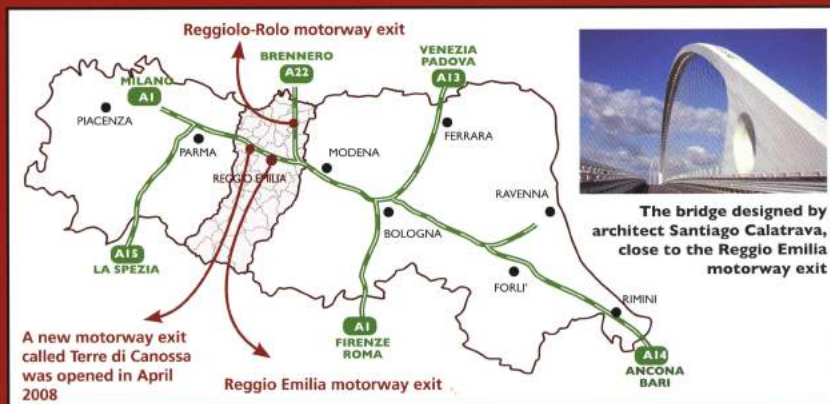 Reggiolo-Rolo motorway exit
BRENNERO
A22
VENEZIA
PADOVA
A13
MILANO
A1
PIACENZA
PARMA
REGGIO EMILIA
MODENA
FERRARA
BOLOGNA
RAVENNA
FORLI'
RIMINI
A15
LA SPEZIA
A1
FIRENZE
ROMA
A14
ANCONA
BARI
A new motorway exit
called Terre di Canossa
was opened in April
2008
Reggio Emilia motorway exit
The bridge designed by
architect Santiago Calatrava,
close to the Reggio Emilia
motorway exit